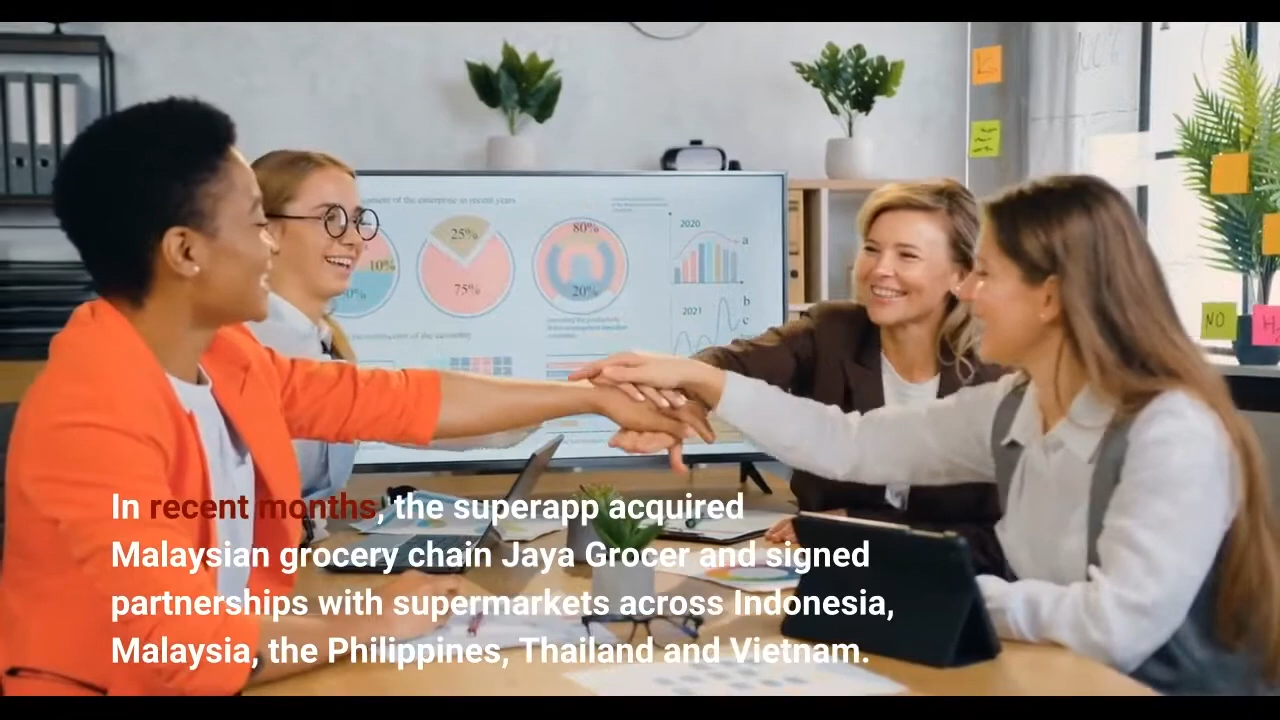 25%
75%
10%
80%
20%
2020
a
2021
b
c
NO
In recent months, the superapp acquired
Malaysian grocery chain Jaya Grocer and signed
partnerships with supermarkets across Indonesia,
Malaysia, the Philippines, Thailand and Vietnam.